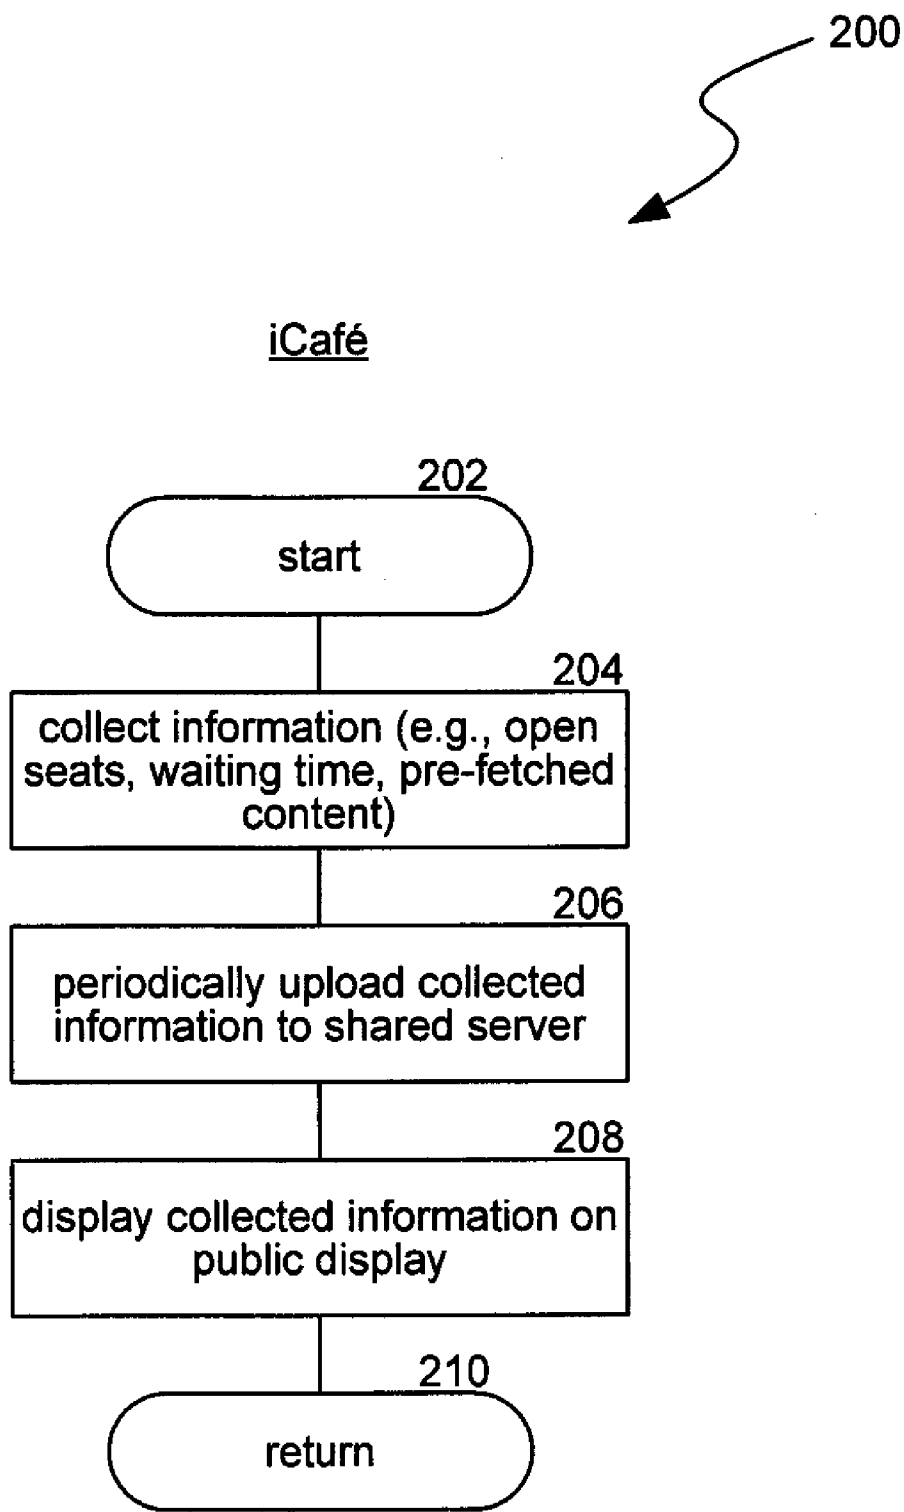 200
iCafé
202
start
204
collect information (e.g., open
seats, waiting time, pre-fetched
content)
206
periodically upload collected
information to shared server
208
display collected information on
public display
210
return